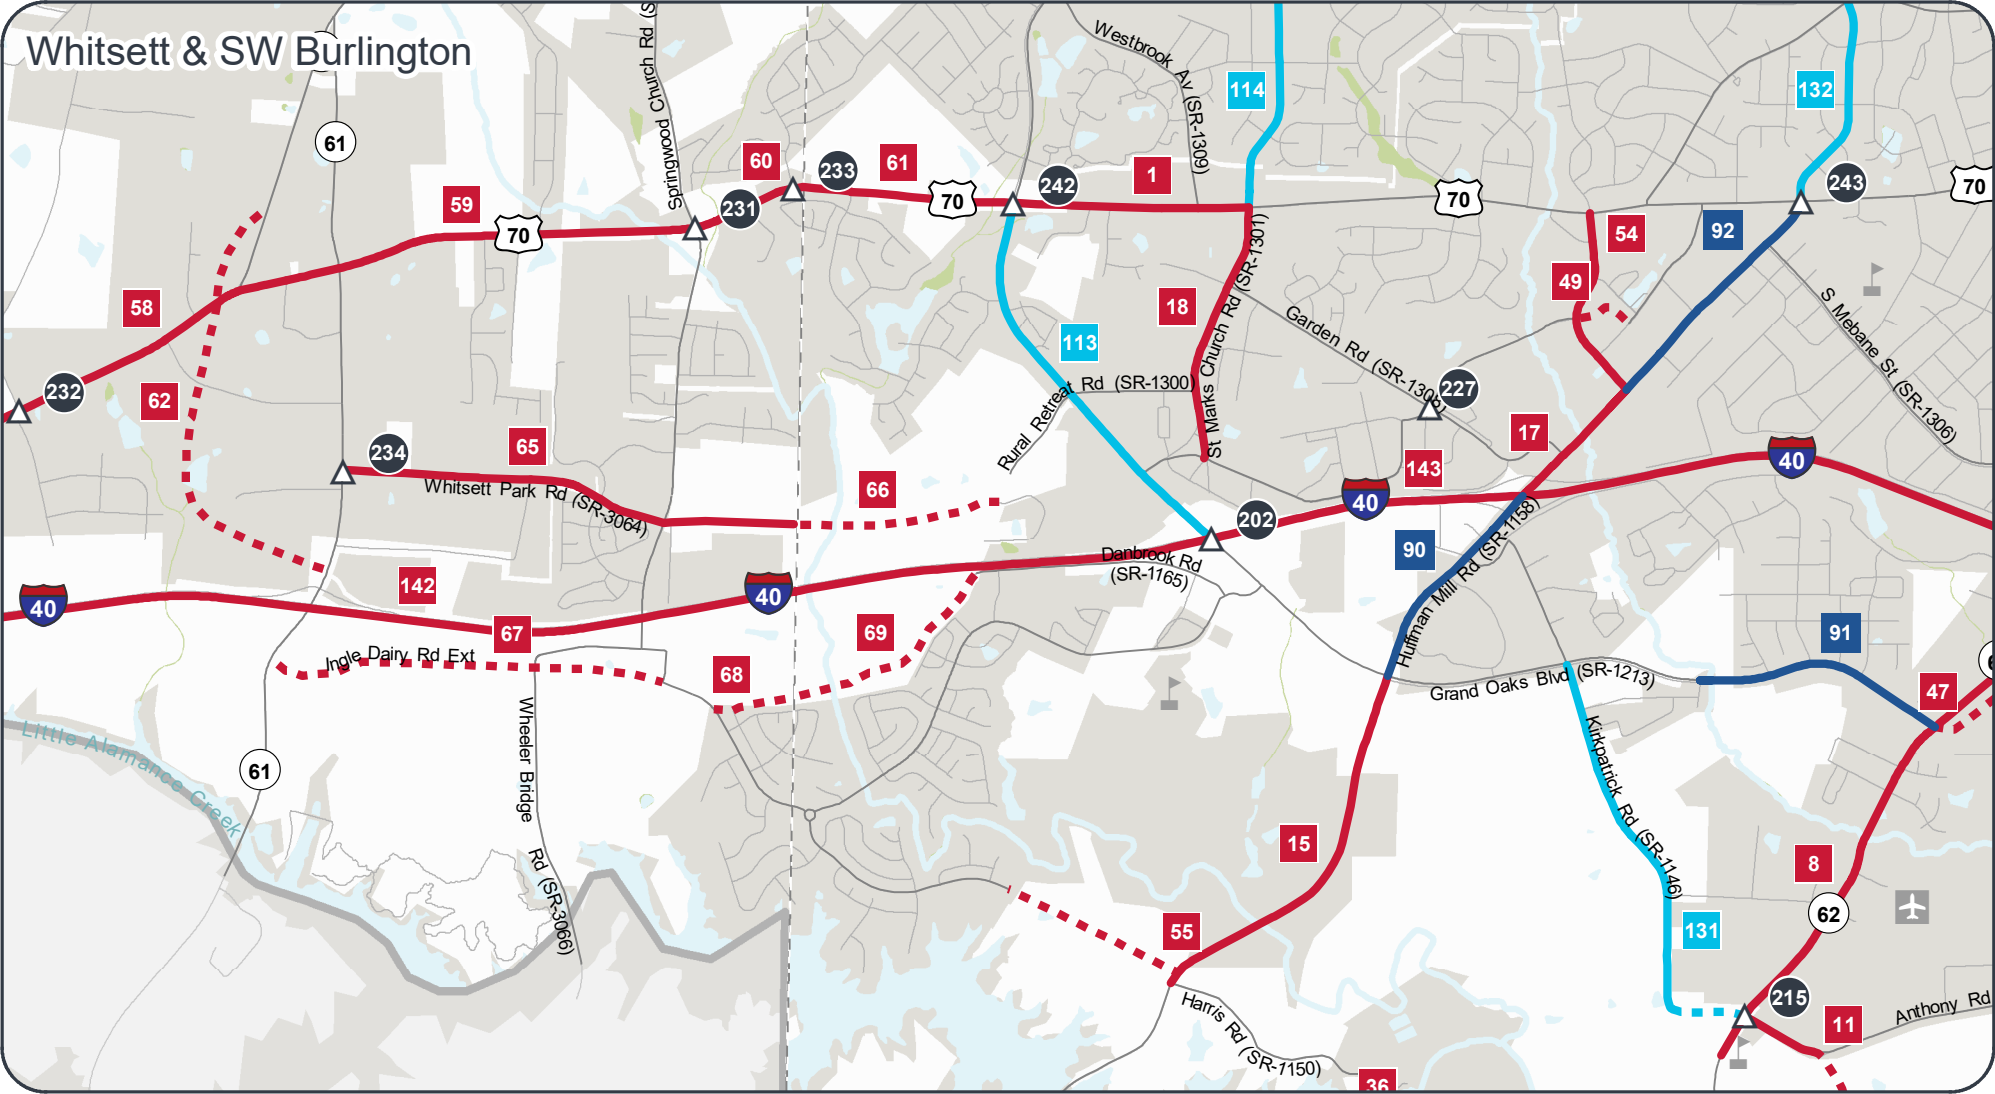 Whitsett & SW Burlington
Springwood Church Rd (S
Westbrook Av (SR-1309)
114
132
61
60
233
61
242
1
243
70
59
231
70
70
92
54
70
58
49
18
St Marks Church Rd (SR-1301)
113
Garden Rd (SR-1306)
S Mebane St (SR-1306)
232
62
Rural Retreat Rd (SR-1300)
227
234
65
17
143
40
66
Whitsett Park Rd (SR-3064)
40
202
Danbrook Rd
(SR-1165)
90
Huffman Mill Rd (SR-1158)
142
40
40
67
69
91
Ingle Dairy Rd Ext
68
Grand Oaks Blvd (SR-1213)
47
6
Little Alamance Creek
61
Wheeler Bridge Rd (SR-3066)
Kirkpatrick Rd (SR-1146)
15
8
62
55
131
215
11
Anthony Rd
Harris Rd (SR-1150)
36